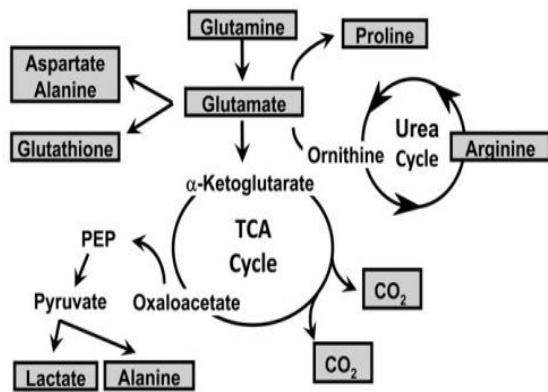 Glutamine
Proline
Aspartate
Alanine
Glutamate
Glutathione
Urea
Cycle
Ornithine
Arginine
α-Ketoglutarate
TCA
Cycle
PEP
Pyruvate
Oxaloacetate
CO2
Lactate
Alanine
CO2